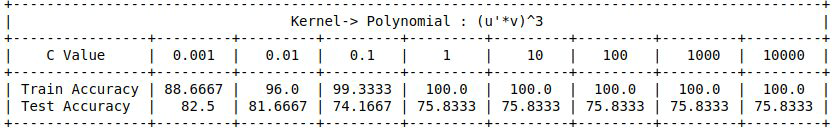 Kernel-> Polynomial : (u'*v)^3
C Value | 0.001 | 0.01 | 0.1 | 1 | 10 | 100 | 1000 | 10000
Train Accuracy | 88.6667 | 96.0 | 99.3333 | 100.0 | 100.0 | 100.0 | 100.0 | 100.0
Test Accuracy | 82.5 | 81.6667 | 74.1667 | 75.8333 | 75.8333 | 75.8333 | 75.8333 | 75.8333